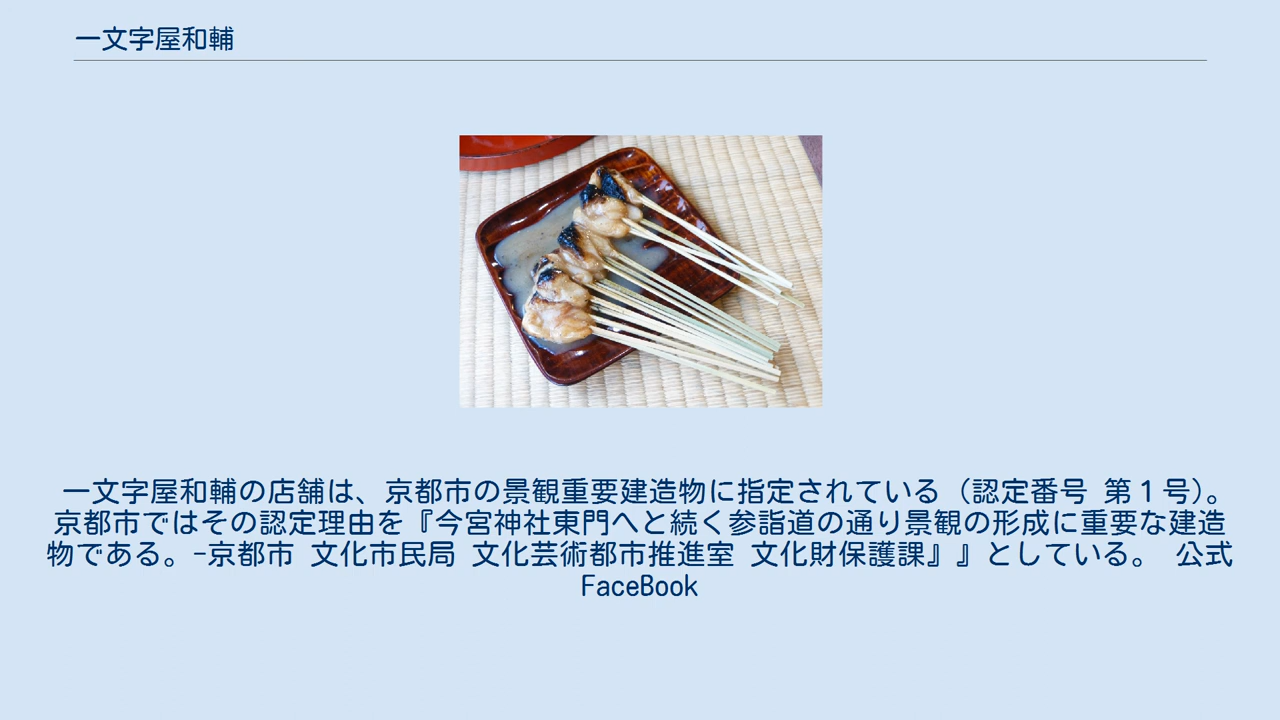 一文字屋和輔
一文字屋和輔の店舗は、京都市の景観重要建造物に指定されている（認定番号 第１号）。
京都市ではその認定理由を『今宮神社東門へと続く参詣道の通り景観の形成に重要な建造
物である。-京都市 文化市民局 文化芸術都市推進室 文化財保護課』』としている。 公式
FaceBook